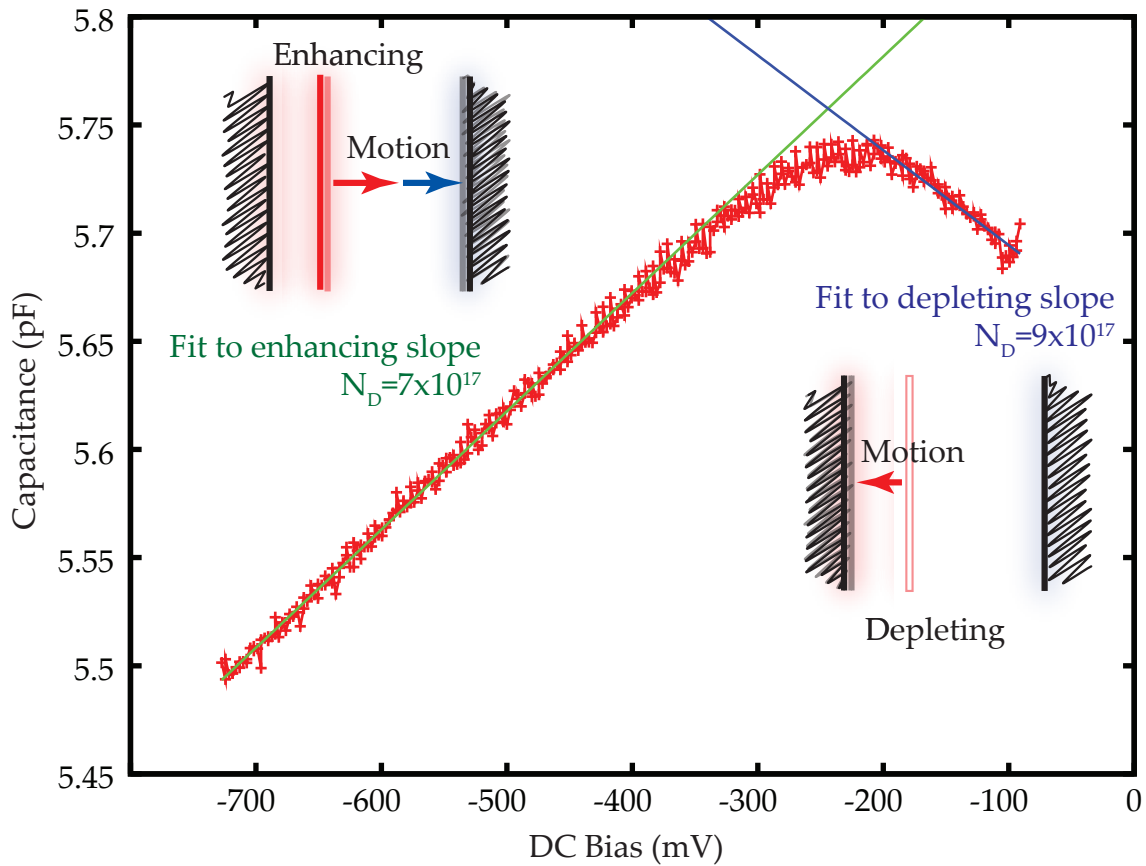 5.8
5.75
5.7
5.65
5.6
5.55
5.5
5.45
Capacitance (pF)
Enhancing
Motion
Fit to enhancing slope
N_D=7x10^17
Fit to depleting slope
N_D=9x10^17
Motion
Depleting
-700 -600 -500 -400 -300 -200 -100 0
DC Bias (mV)